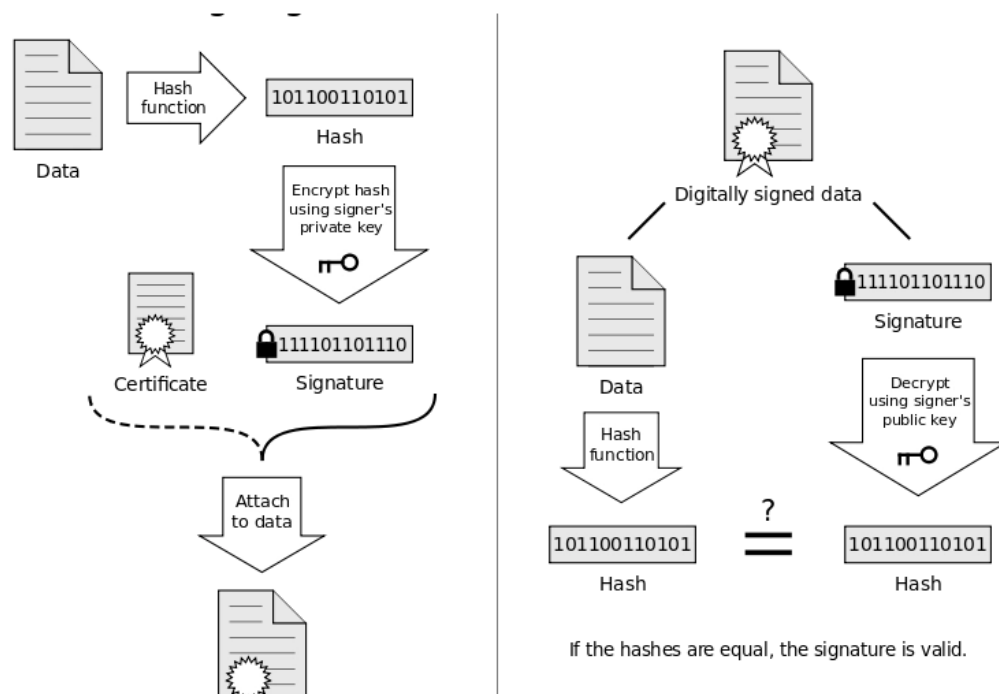 Hash
function
101100110101
Hash
Data
Encrypt hash
using signer's
private key
111101101110
Certificate
Signature
Attach
to data
Digitally signed data
111101101110
Signature
Data
Decrypt
using signer's
public key
Hash
function
?
101100110101
101100110101
Hash
Hash
If the hashes are equal, the signature is valid.